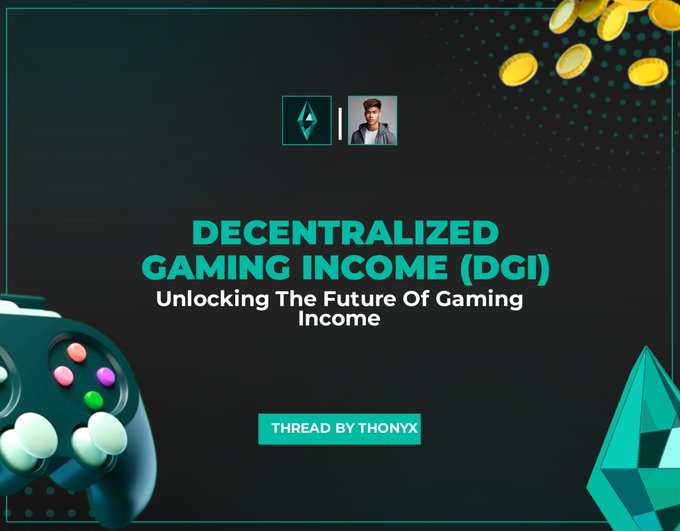 DECENTRALIZED
GAMING INCOME (DGI)
Unlocking The Future Of Gaming
Income
THREAD BY THONYX